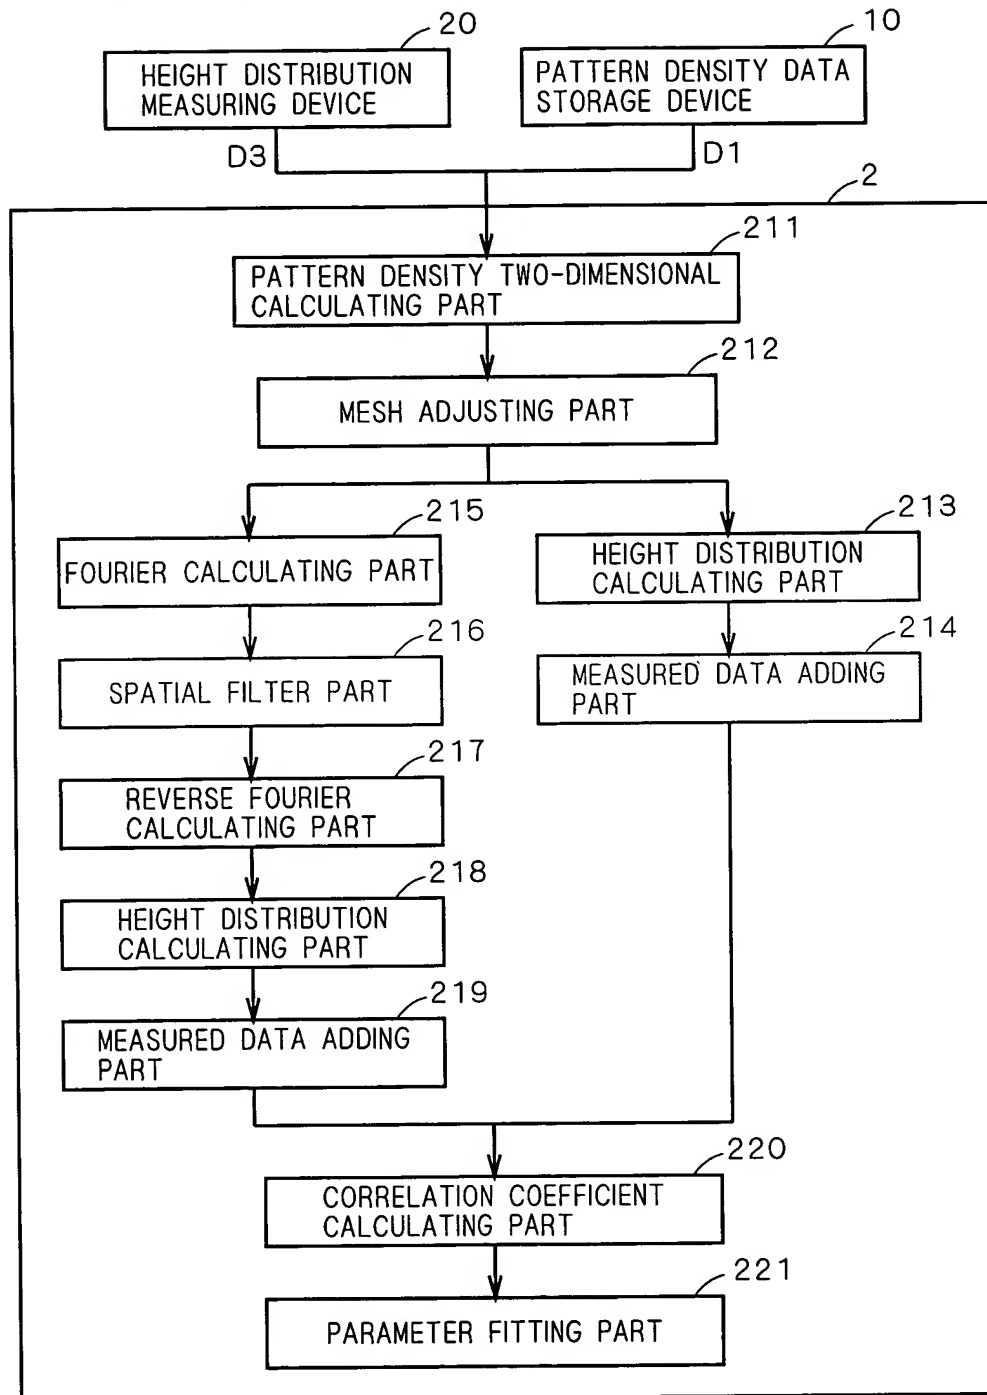 20
10
HEIGHT DISTRIBUTION
MEASURING DEVICE
PATTERN DENSITY DATA
STORAGE DEVICE
D3
D1
2
211
PATTERN DENSITY TWO-DIMENSIONAL
CALCULATING PART
212
MESH ADJUSTING PART
215
FOURIER CALCULATING PART
213
HEIGHT DISTRIBUTION
CALCULATING PART
216
SPATIAL FILTER PART
214
MEASURED DATA ADDING
PART
217
REVERSE FOURIER
CALCULATING PART
218
HEIGHT DISTRIBUTION
CALCULATING PART
219
MEASURED DATA ADDING
PART
220
CORRELATION COEFFICIENT
CALCULATING PART
221
PARAMETER FITTING PART